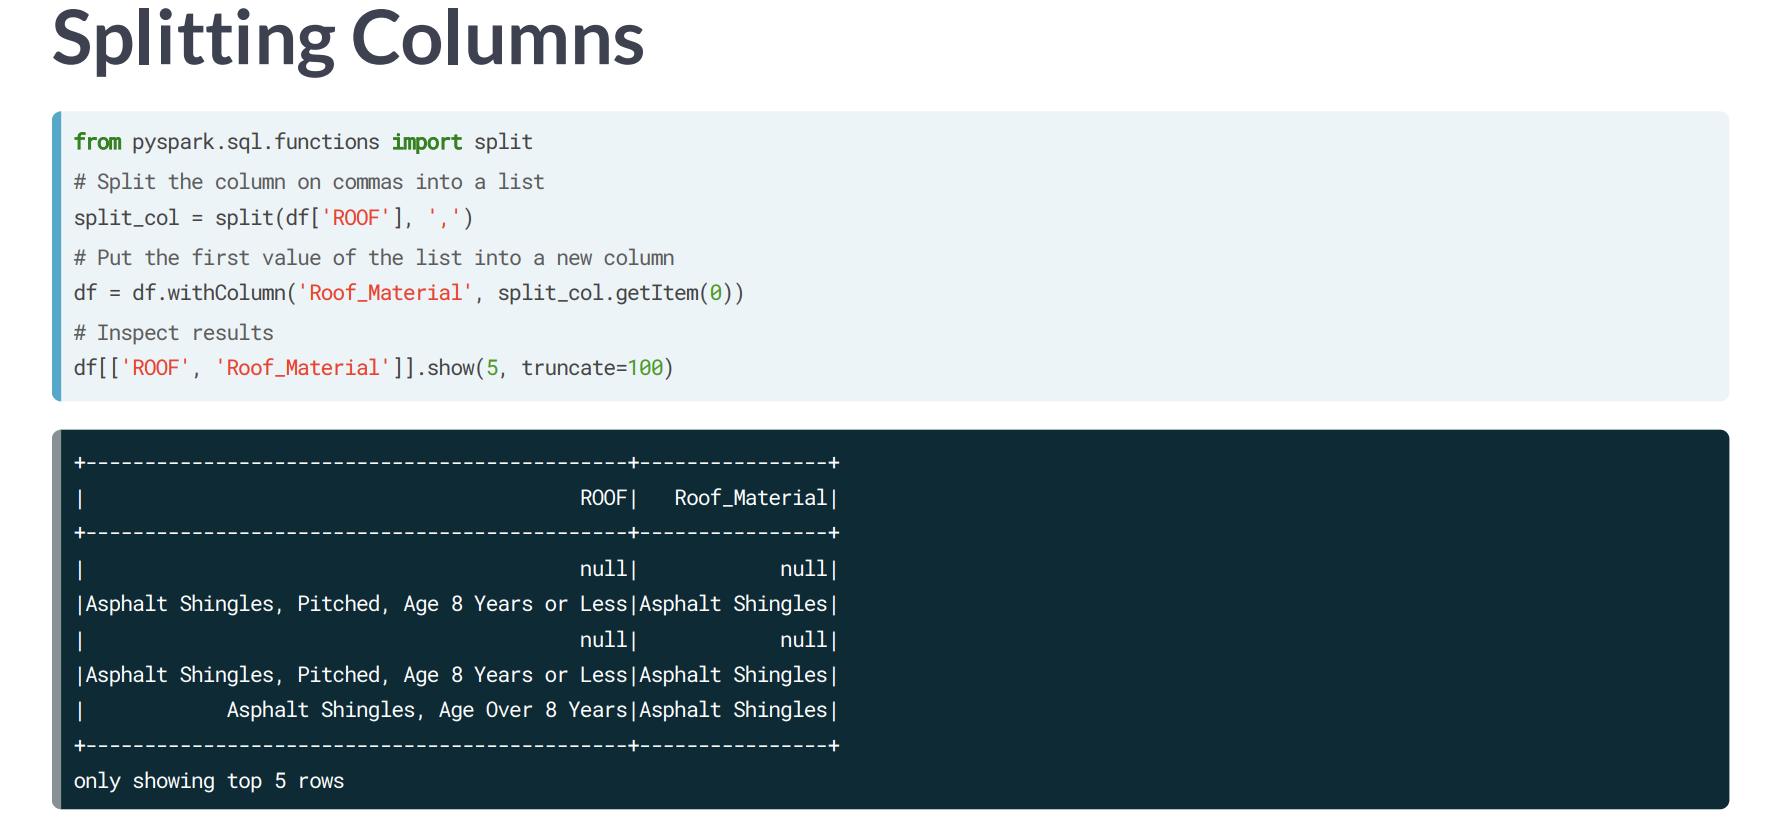 Splitting Columns
from pyspark.sql.functions import split
# Split the column on commas into a list
split_col = split(df['ROOF'], ',')
# Put the first value of the list into a new column
df = df.withColumn('Roof_Material', split_col.getItem(0))
# Inspect results
df[['ROOF', 'Roof_Material']].show(5, truncate=100)
+----------------------------------------------+----------------+
|                                          ROOF|   Roof_Material|
+----------------------------------------------+----------------+
|                                          null|            null|
|Asphalt Shingles, Pitched, Age 8 Years or Less|Asphalt Shingles|
|                                          null|            null|
|Asphalt Shingles, Pitched, Age 8 Years or Less|Asphalt Shingles|
|            Asphalt Shingles, Age Over 8 Years|Asphalt Shingles|
+----------------------------------------------+----------------+
only showing top 5 rows